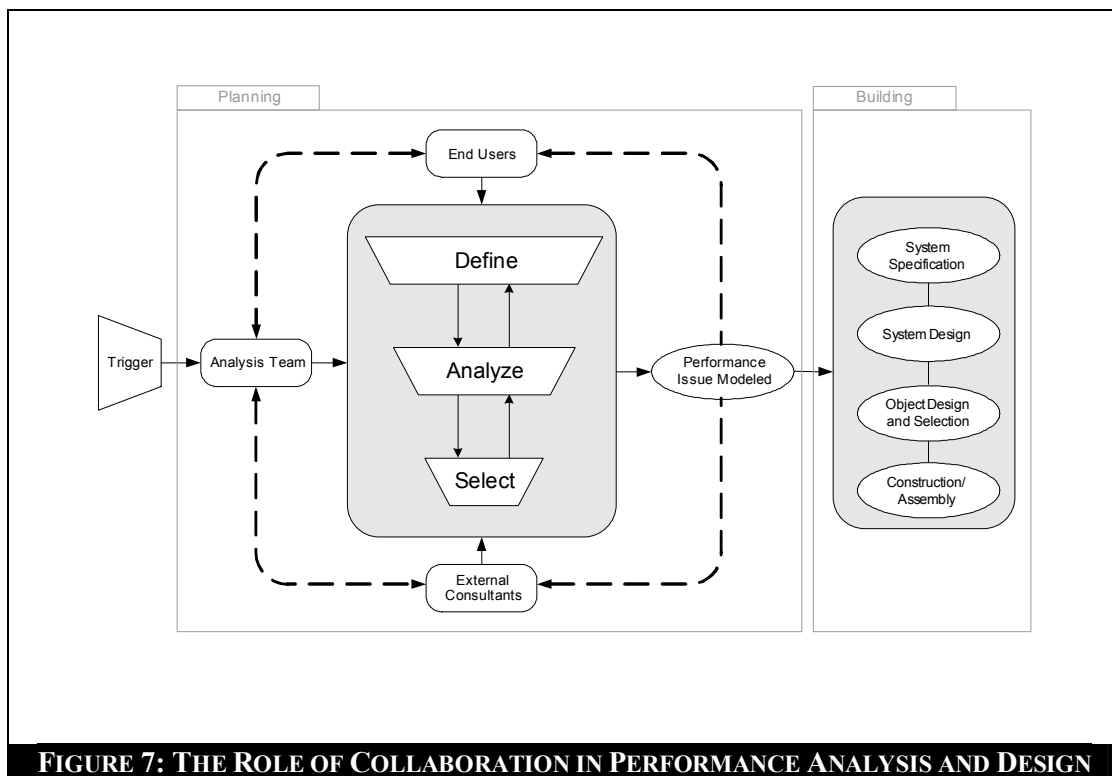 Planning
Building
End Users
Define
System
Specification
Trigger
Analysis Team
Analyze
Performance
Issue Modeled
System Design
Object Design
and Selection
Select
Construction/
Assembly
External
Consultants
FIGURE 7: THE ROLE OF COLLABORATION IN PERFORMANCE ANALYSIS AND DESIGN